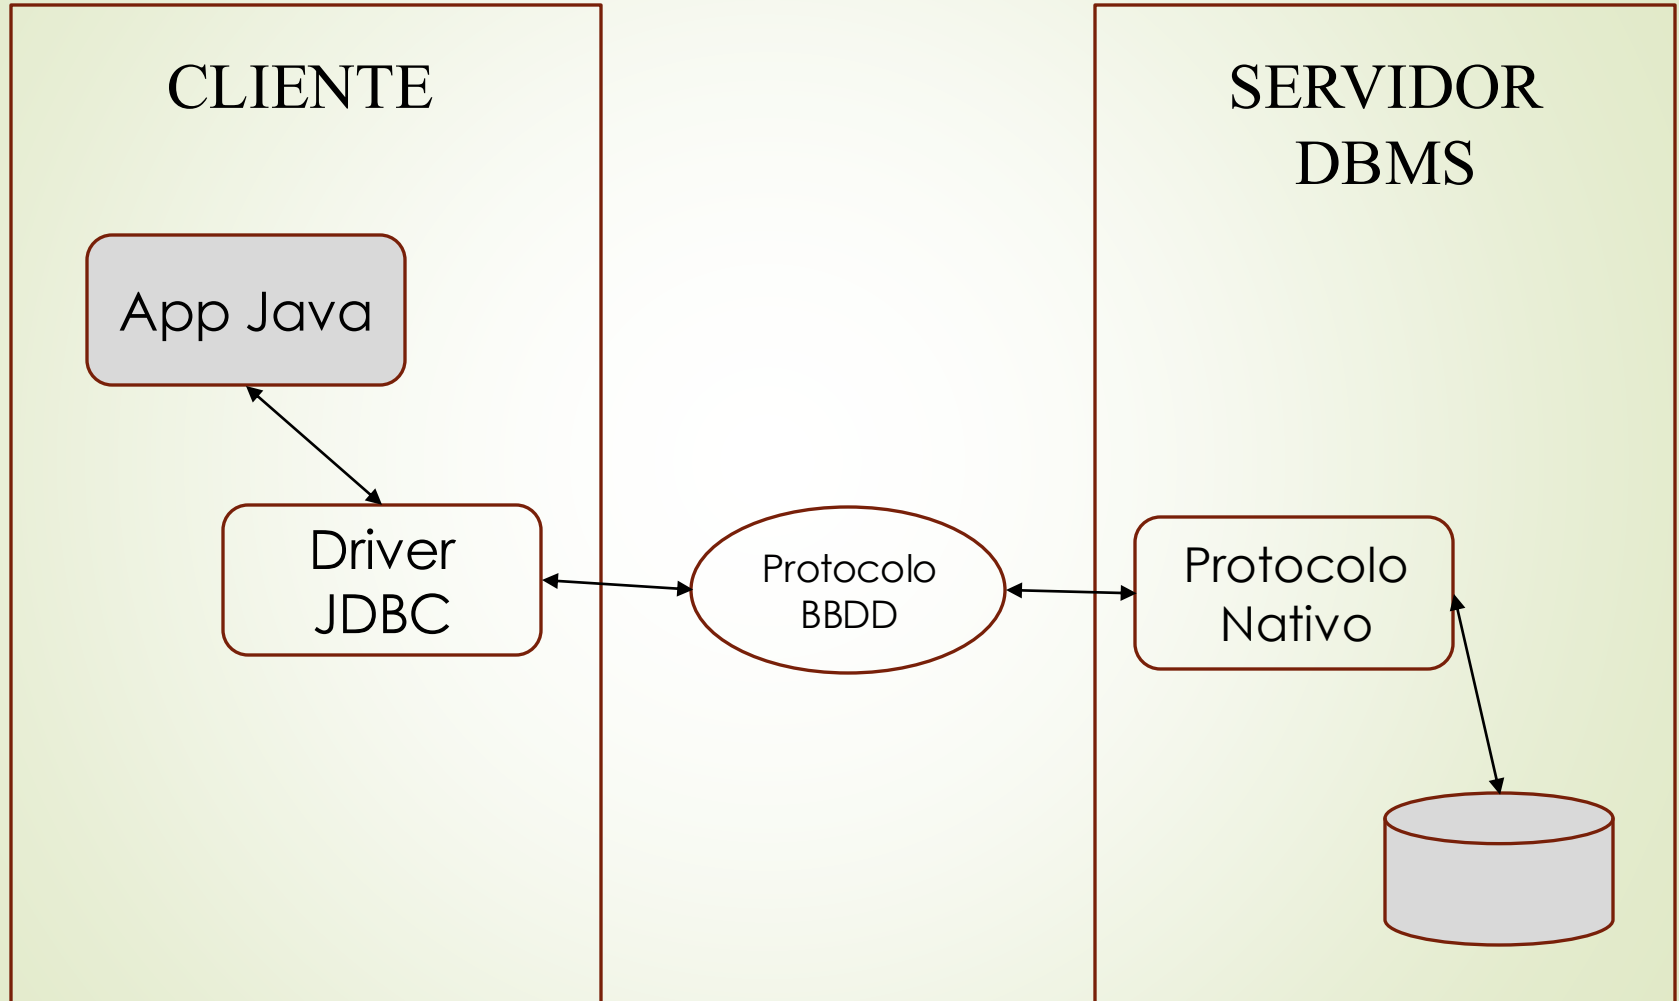 CLIENTE
SERVIDOR
DBMS
App Java
Driver
JDBC
Protocolo
BBDD
Protocolo
Nativo